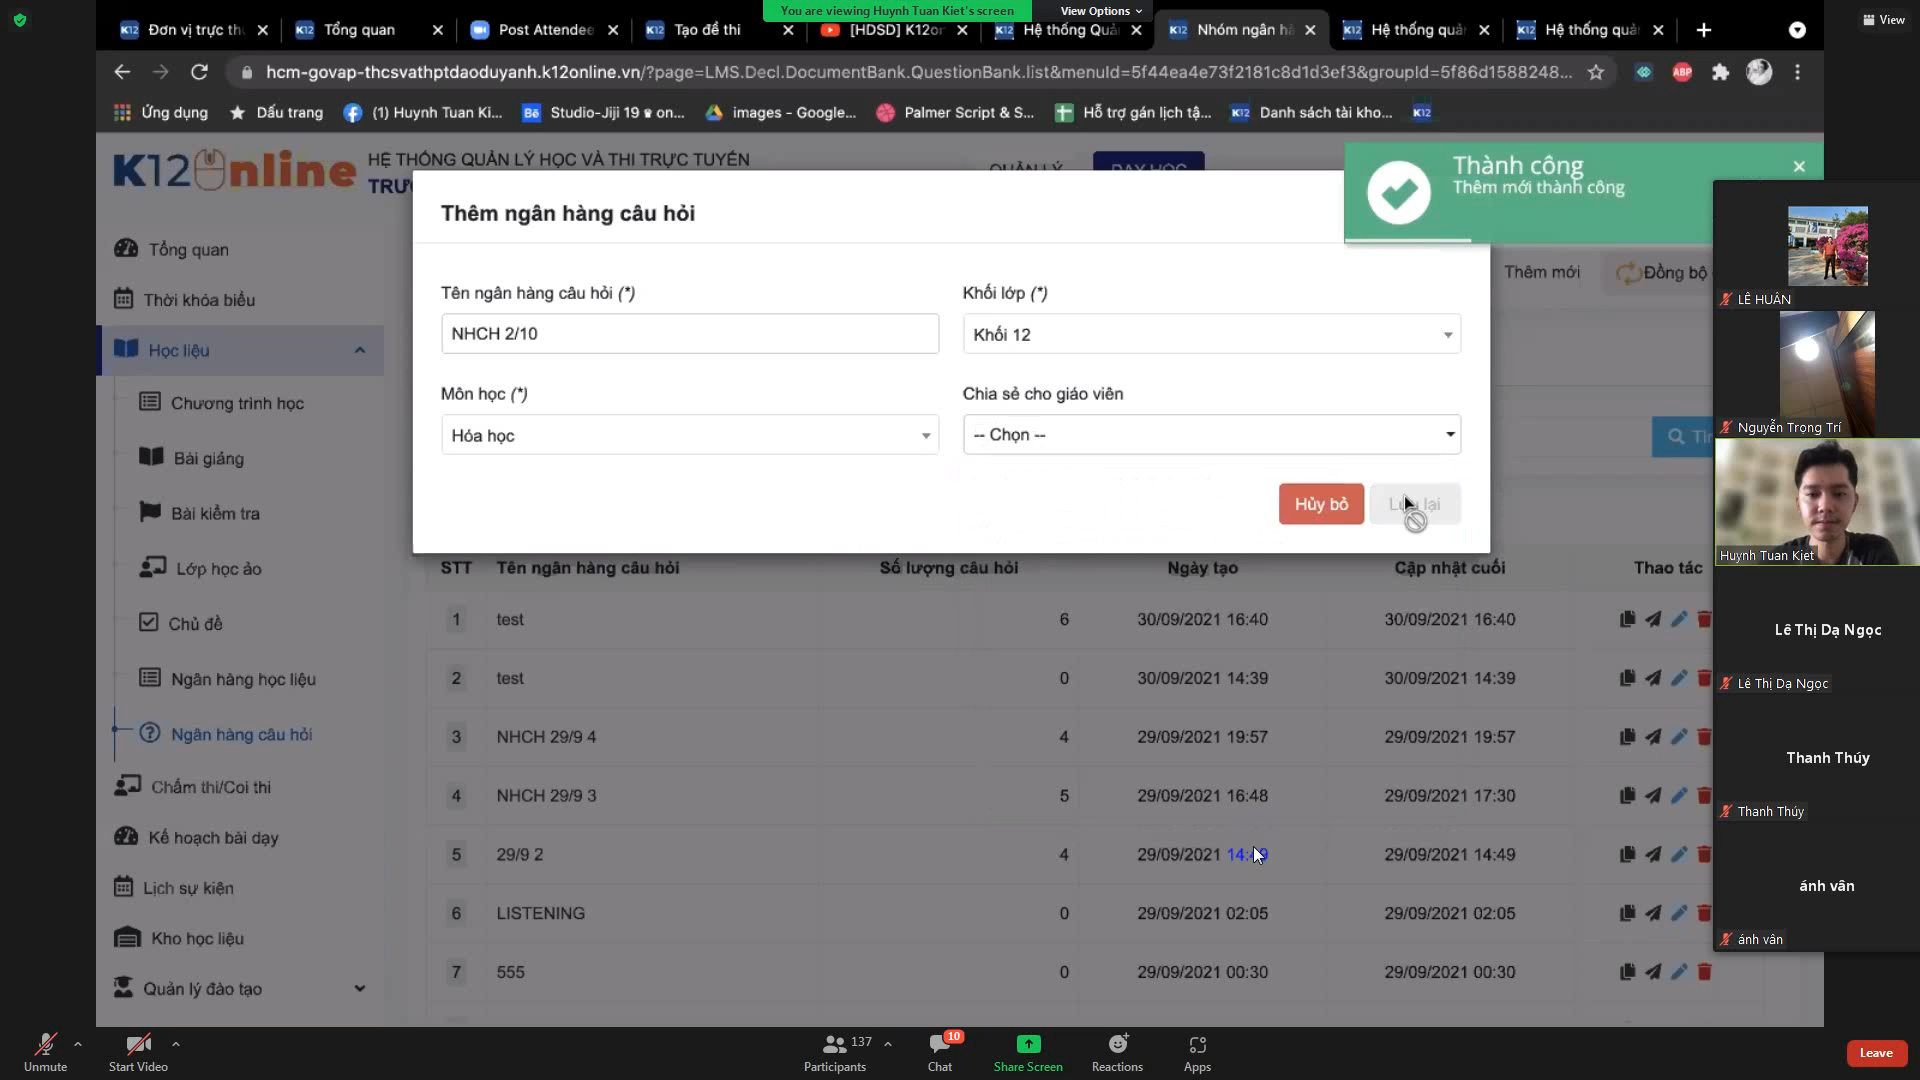 You are viewing Huynh Tuan Kiet's screen
View Options
View
Đơn vị trực th
Tổng quan
Post Attendee
Tạo đề thi
[HDSD] K12on
Hệ thống Quả
Nhóm ngân hà
Hệ thống quả
Hệ thống quả
hcm-govap-thcsvathptdaoduyanh.k12online.vn/?page=LMS.Decl.DocumentBank.QuestionBank.list&menuId=5f44ea4e73f2181c8d1d3ef3&groupId=5f86d1588248...
ABP
Ứng dụng
Dấu trang
(1) Huynh Tuan Ki...
Studio-Jiji 19 ♛ on...
images - Google...
Palmer Script & S...
Hỗ trợ gán lịch tậ...
Danh sách tài kho...
K12 Online
HỆ THỐNG QUẢN LÝ HỌC VÀ THI TRỰC TUYẾN
QUẢN LÝ
DẠY HỌC
Thành công
Thêm mới thành công
Thêm ngân hàng câu hỏi
Tên ngân hàng câu hỏi (*)
Khối lớp (*)
NHCH 2/10
Khối 12
Môn học (*)
Chia sẻ cho giáo viên
Hóa học
-- Chọn --
Hủy bỏ
Lưu lại
Thêm mới
Đồng bộ
Tổng quan
Thời khóa biểu
Học liệu
Chương trình học
Bài giảng
Bài kiểm tra
Lớp học ảo
Chủ đề
Ngân hàng học liệu
Ngân hàng câu hỏi
Chấm thi/Coi thi
Kế hoạch bài dạy
Lịch sự kiện
Kho học liệu
Quản lý đào tạo
STT Tên ngân hàng câu hỏi Số lượng câu hỏi Ngày tạo Cập nhật cuối Thao tác
1 test 6 30/09/2021 16:40 30/09/2021 16:40
2 test 0 30/09/2021 14:39 30/09/2021 14:39
3 NHCH 29/9 4 4 29/09/2021 19:57 29/09/2021 19:57
4 NHCH 29/9 3 5 29/09/2021 16:48 29/09/2021 17:30
5 29/9 2 4 29/09/2021 14:49 29/09/2021 14:49
6 LISTENING 0 29/09/2021 02:05 29/09/2021 02:05
7 555 0 29/09/2021 00:30 29/09/2021 00:30
LÊ HUÂN
Nguyễn Trọng Trí
Huynh Tuan Kiet
Lê Thị Dạ Ngọc
Lê Thị Dạ Ngọc
Thanh Thúy
Thanh Thúy
ánh vân
ánh vân
Unmute
Start Video
137
Participants
10
Chat
Share Screen
Reactions
Apps
Leave